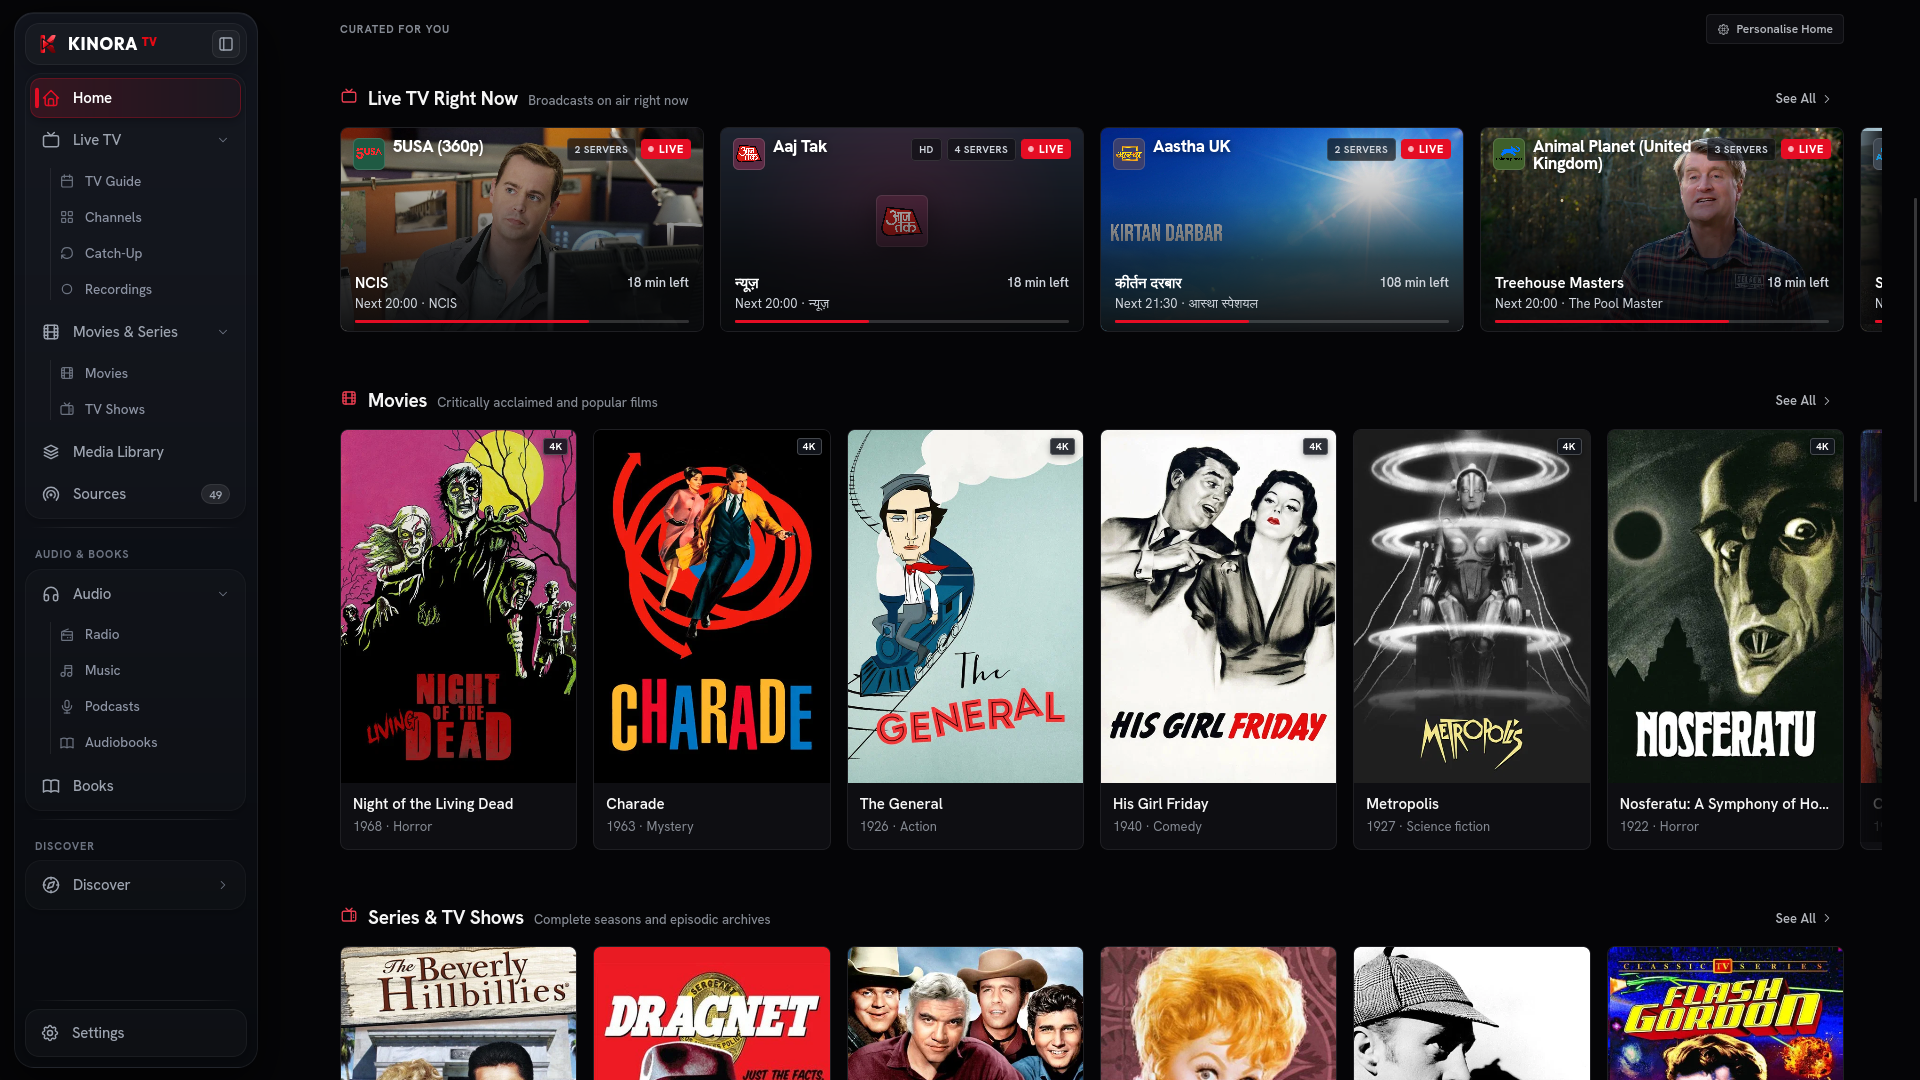 KINORA TV
Home
Live TV
TV Guide
Channels
Catch-Up
Recordings
Movies & Series
Movies
TV Shows
Media Library
Sources 49
AUDIO & BOOKS
Audio
Radio
Music
Podcasts
Audiobooks
Books
DISCOVER
Discover
Settings
CURATED FOR YOU
Personalise Home
Live TV Right Now Broadcasts on air right now
See All
5USA
5USA (360p)
2 SERVERS
LIVE
NCIS
18 min left
Next 20:00 · NCIS
आज तक
Aaj Tak
HD
4 SERVERS
LIVE
आज
तक
न्यूज़
18 min left
Next 20:00 · न्यूज़
Aastha UK
2 SERVERS
LIVE
KIRTAN DARBAR
कीर्तन दरबार
108 min left
Next 21:30 · आस्था स्पेशयल
Animal Planet (United
Kingdom)
3 SERVERS
LIVE
Treehouse Masters
18 min left
Next 20:00 · The Pool Master
Movies Critically acclaimed and popular films
See All
4K
NIGHT
OF THE
LIVING DEAD
Night of the Living Dead
1968 · Horror
4K
CHARADE
Charade
1963 · Mystery
4K
The
GENERAL
The General
1926 · Action
4K
HIS GIRL FRIDAY
His Girl Friday
1940 · Comedy
4K
METROPOLIS
Metropolis
1927 · Science fiction
4K
NOSFERATU
Nosferatu: A Symphony of Ho...
1922 · Horror
Series & TV Shows Complete seasons and episodic archives
See All
The Beverly
Hillbillies
SERGEANT
DRAGNET
JUST THE FACTS,
CLASSIC TV SERIES
FLASH
GORDON